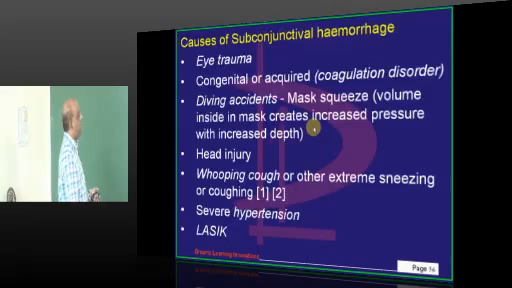 Causes of Subconjunctival haemorrhage
• Eye trauma
• Congenital or acquired (coagulation disorder)
• Diving accidents - Mask squeeze (volume
inside in mask creates increased pressure
with increased depth)
• Head injury
• Whooping cough or other extreme sneezing
or coughing [1] [2]
• Severe hypertension
• LASIK
Learning Innovations
Page 14